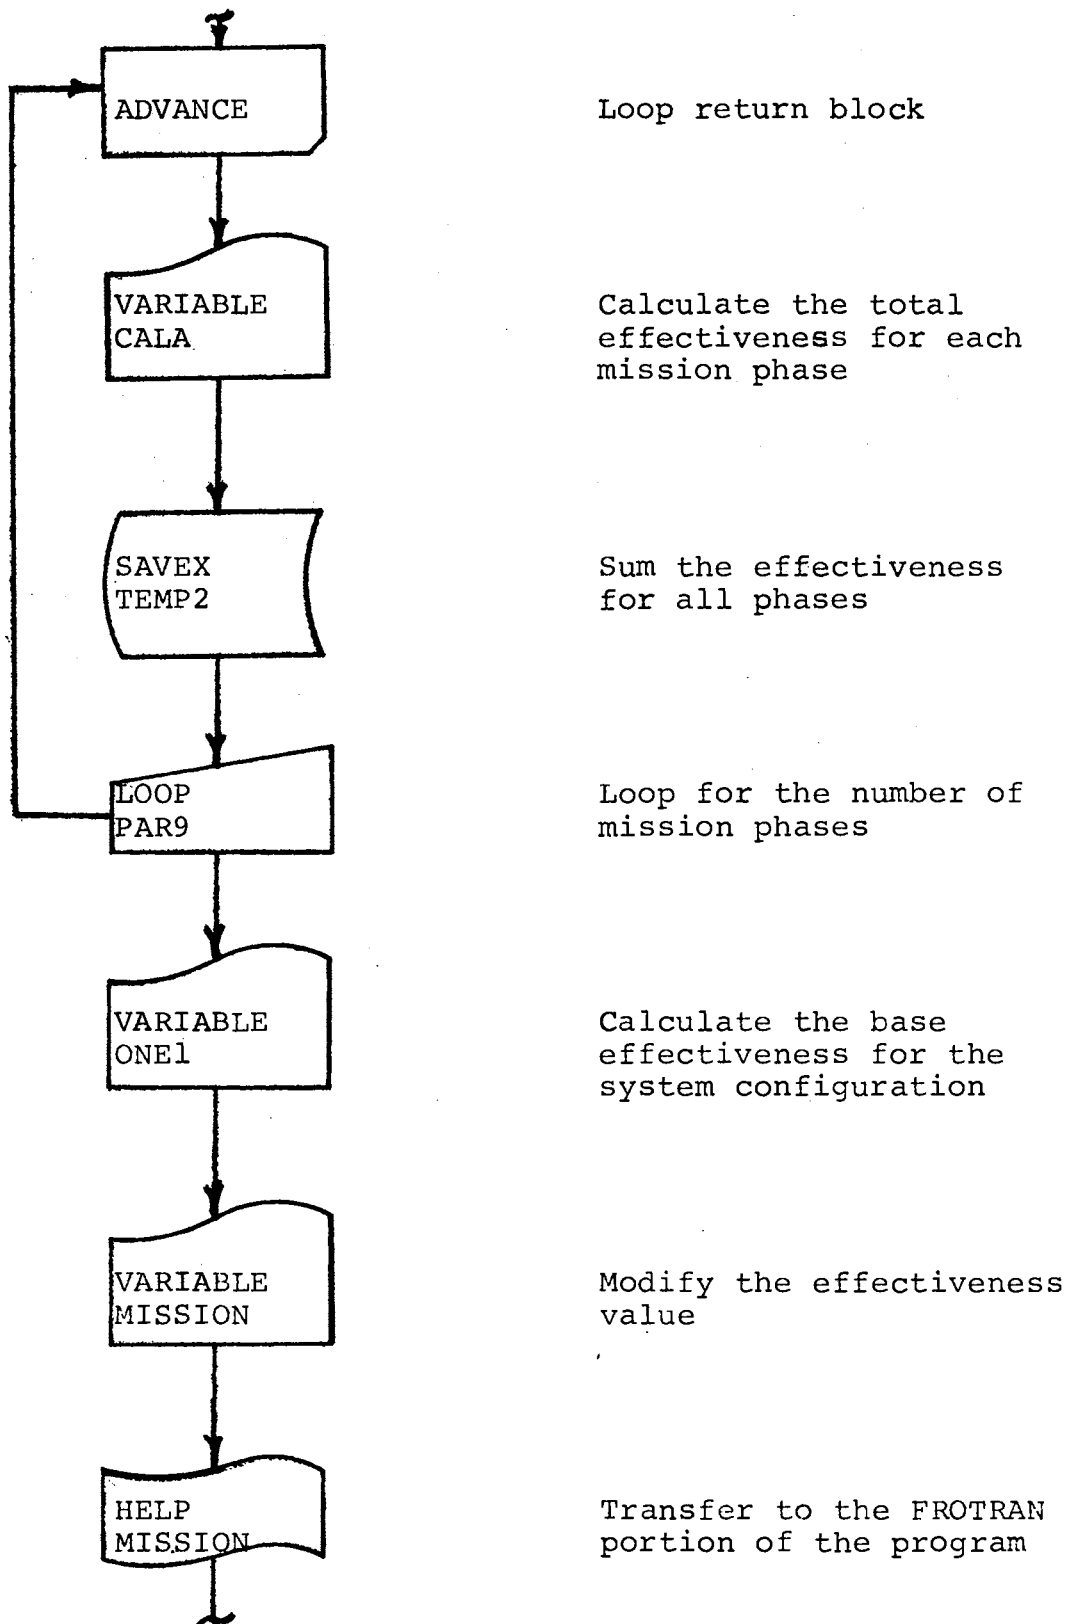 ADVANCE
Loop return block
VARIABLE
CALA
Calculate the total
effectiveness for each
mission phase
SAVEX
TEMP2
Sum the effectiveness
for all phases
LOOP
PAR9
Loop for the number of
mission phases
VARIABLE
ONE1
Calculate the base
effectiveness for the
system configuration
VARIABLE
MISSION
Modify the effectiveness
value
HELP
MISSION
Transfer to the FROTRAN
portion of the program